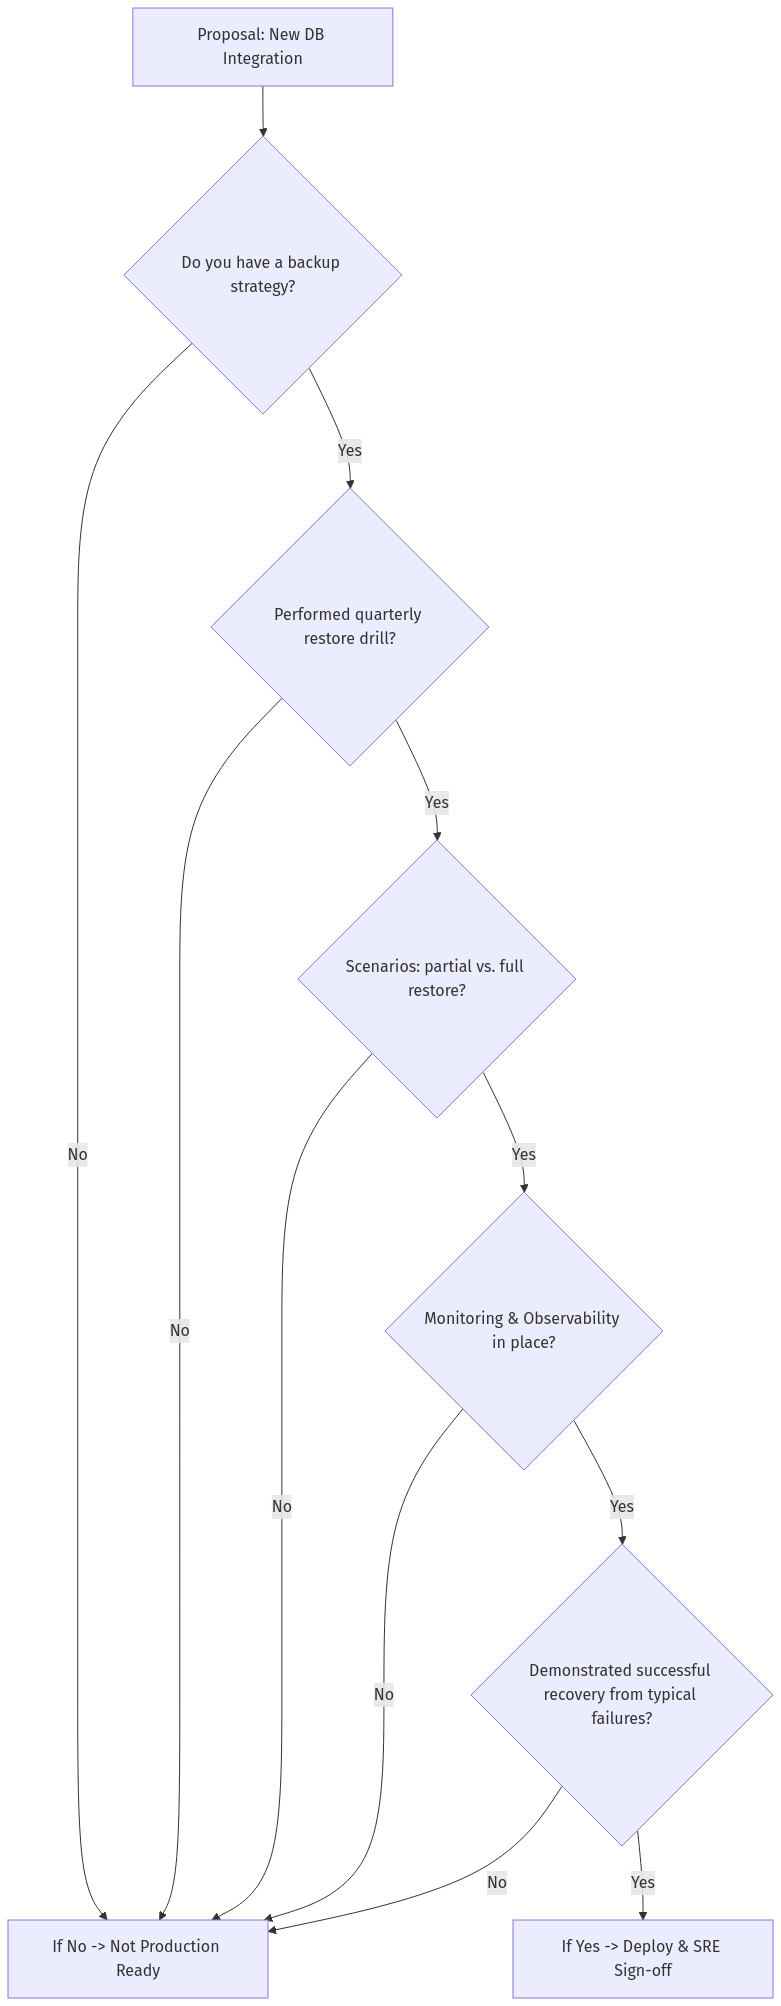 Proposal: New DB
Integration
Do you have a backup
strategy?
Yes
Performed quarterly
restore drill?
Yes
Scenarios: partial vs. full
restore?
No
Yes
Monitoring & Observability
in place?
No
No
Yes
Demonstrated successful
recovery from typical
failures?
No
No
Yes
If No -> Not Production
Ready
If Yes -> Deploy & SRE
Sign-off